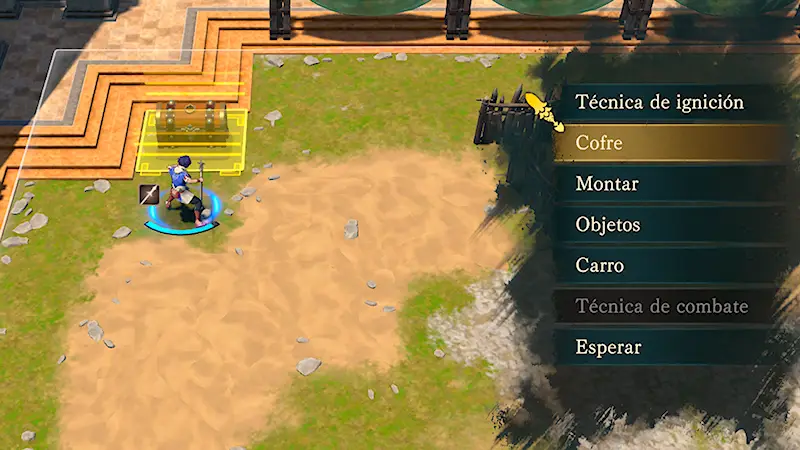 Técnica de ignición
Cofre
Montar
Objetos
Carro
Técnica de combate
Esperar